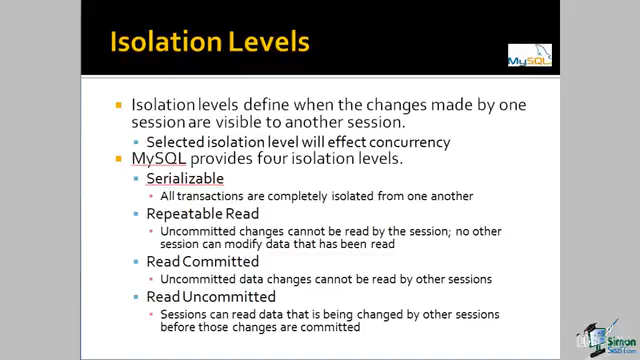 Isolation Levels
MySQL
Isolation levels define when the changes made by one
session are visible to another session.
Selected isolation level will effect concurrency
MySQL provides four isolation levels.
Serializable
All transactions are completely isolated from one another
Repeatable Read
Uncommitted changes cannot be read by the session; no other
session can modify data that has been read
Read Committed
Uncommitted data changes cannot be read by other sessions
Read Uncommitted
Sessions can read data that is being changed by other sessions
before those changes are committed
Simon